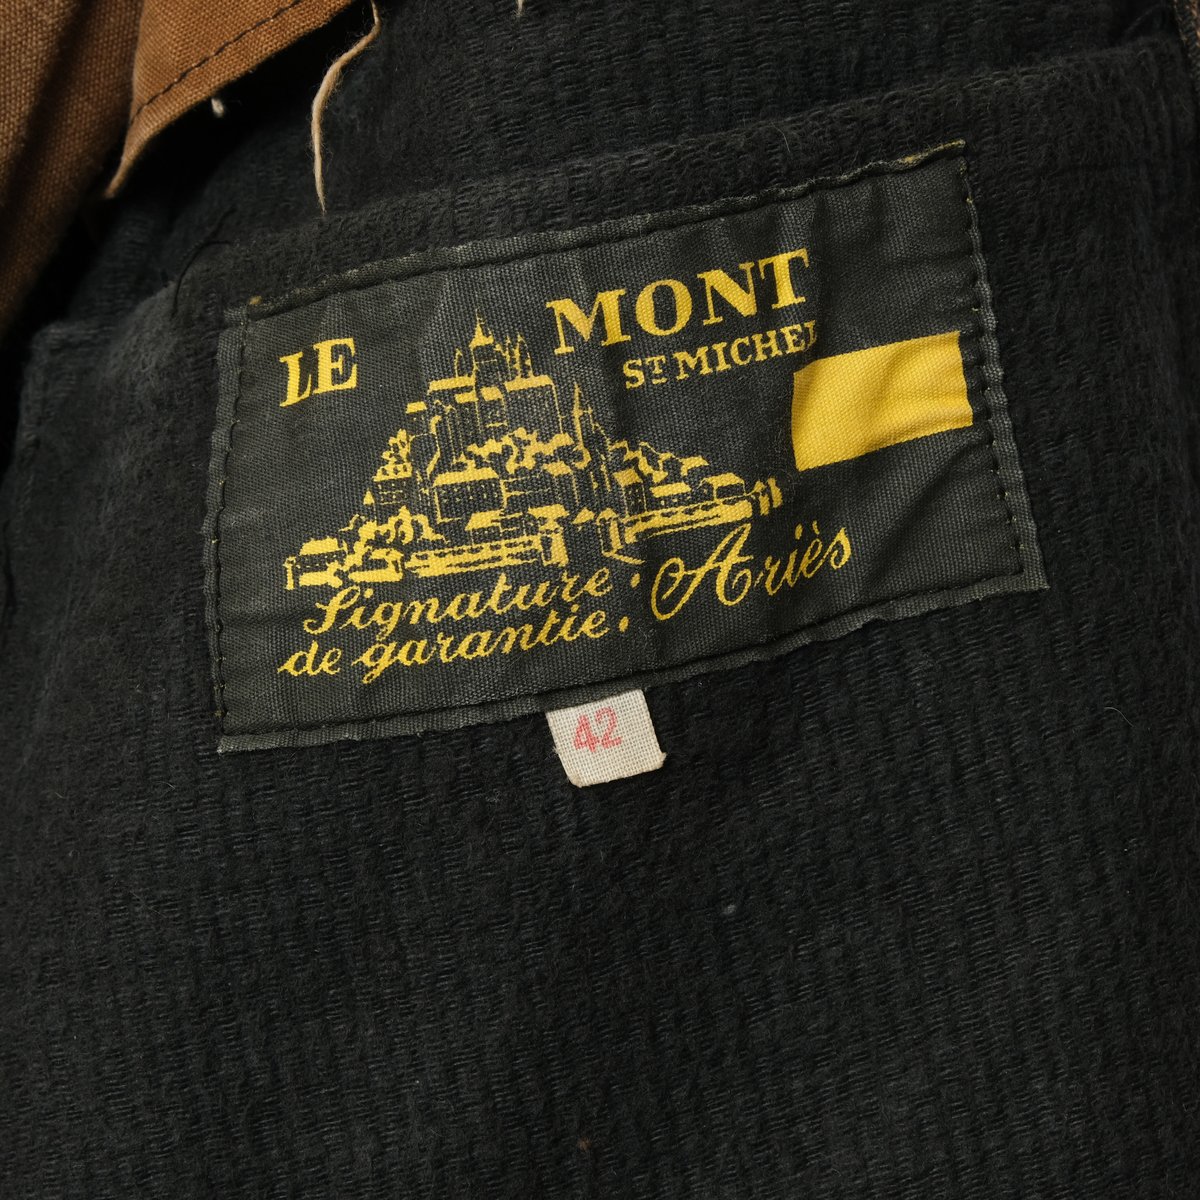 LE MONT
ST MICHEL
Signature : Ariès
de garantie.
42